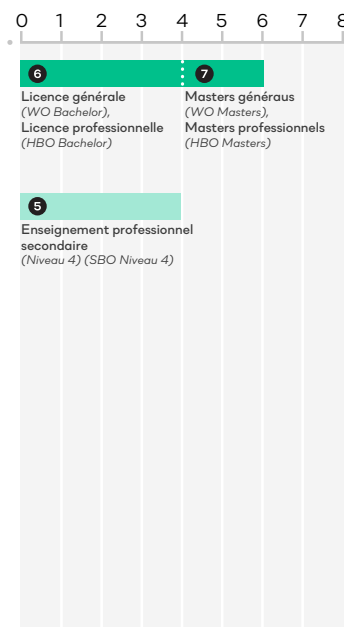 0 1 2 3 4 5 6 7 8
6 7
Licence générale
(WO Bachelor),
Licence professionnelle
(HBO Bachelor)
Masters généraus
(WO Masters),
Masters professionnels
(HBO Masters)
5
Enseignement professionnel
secondaire
(Niveau 4) (SBO Niveau 4)